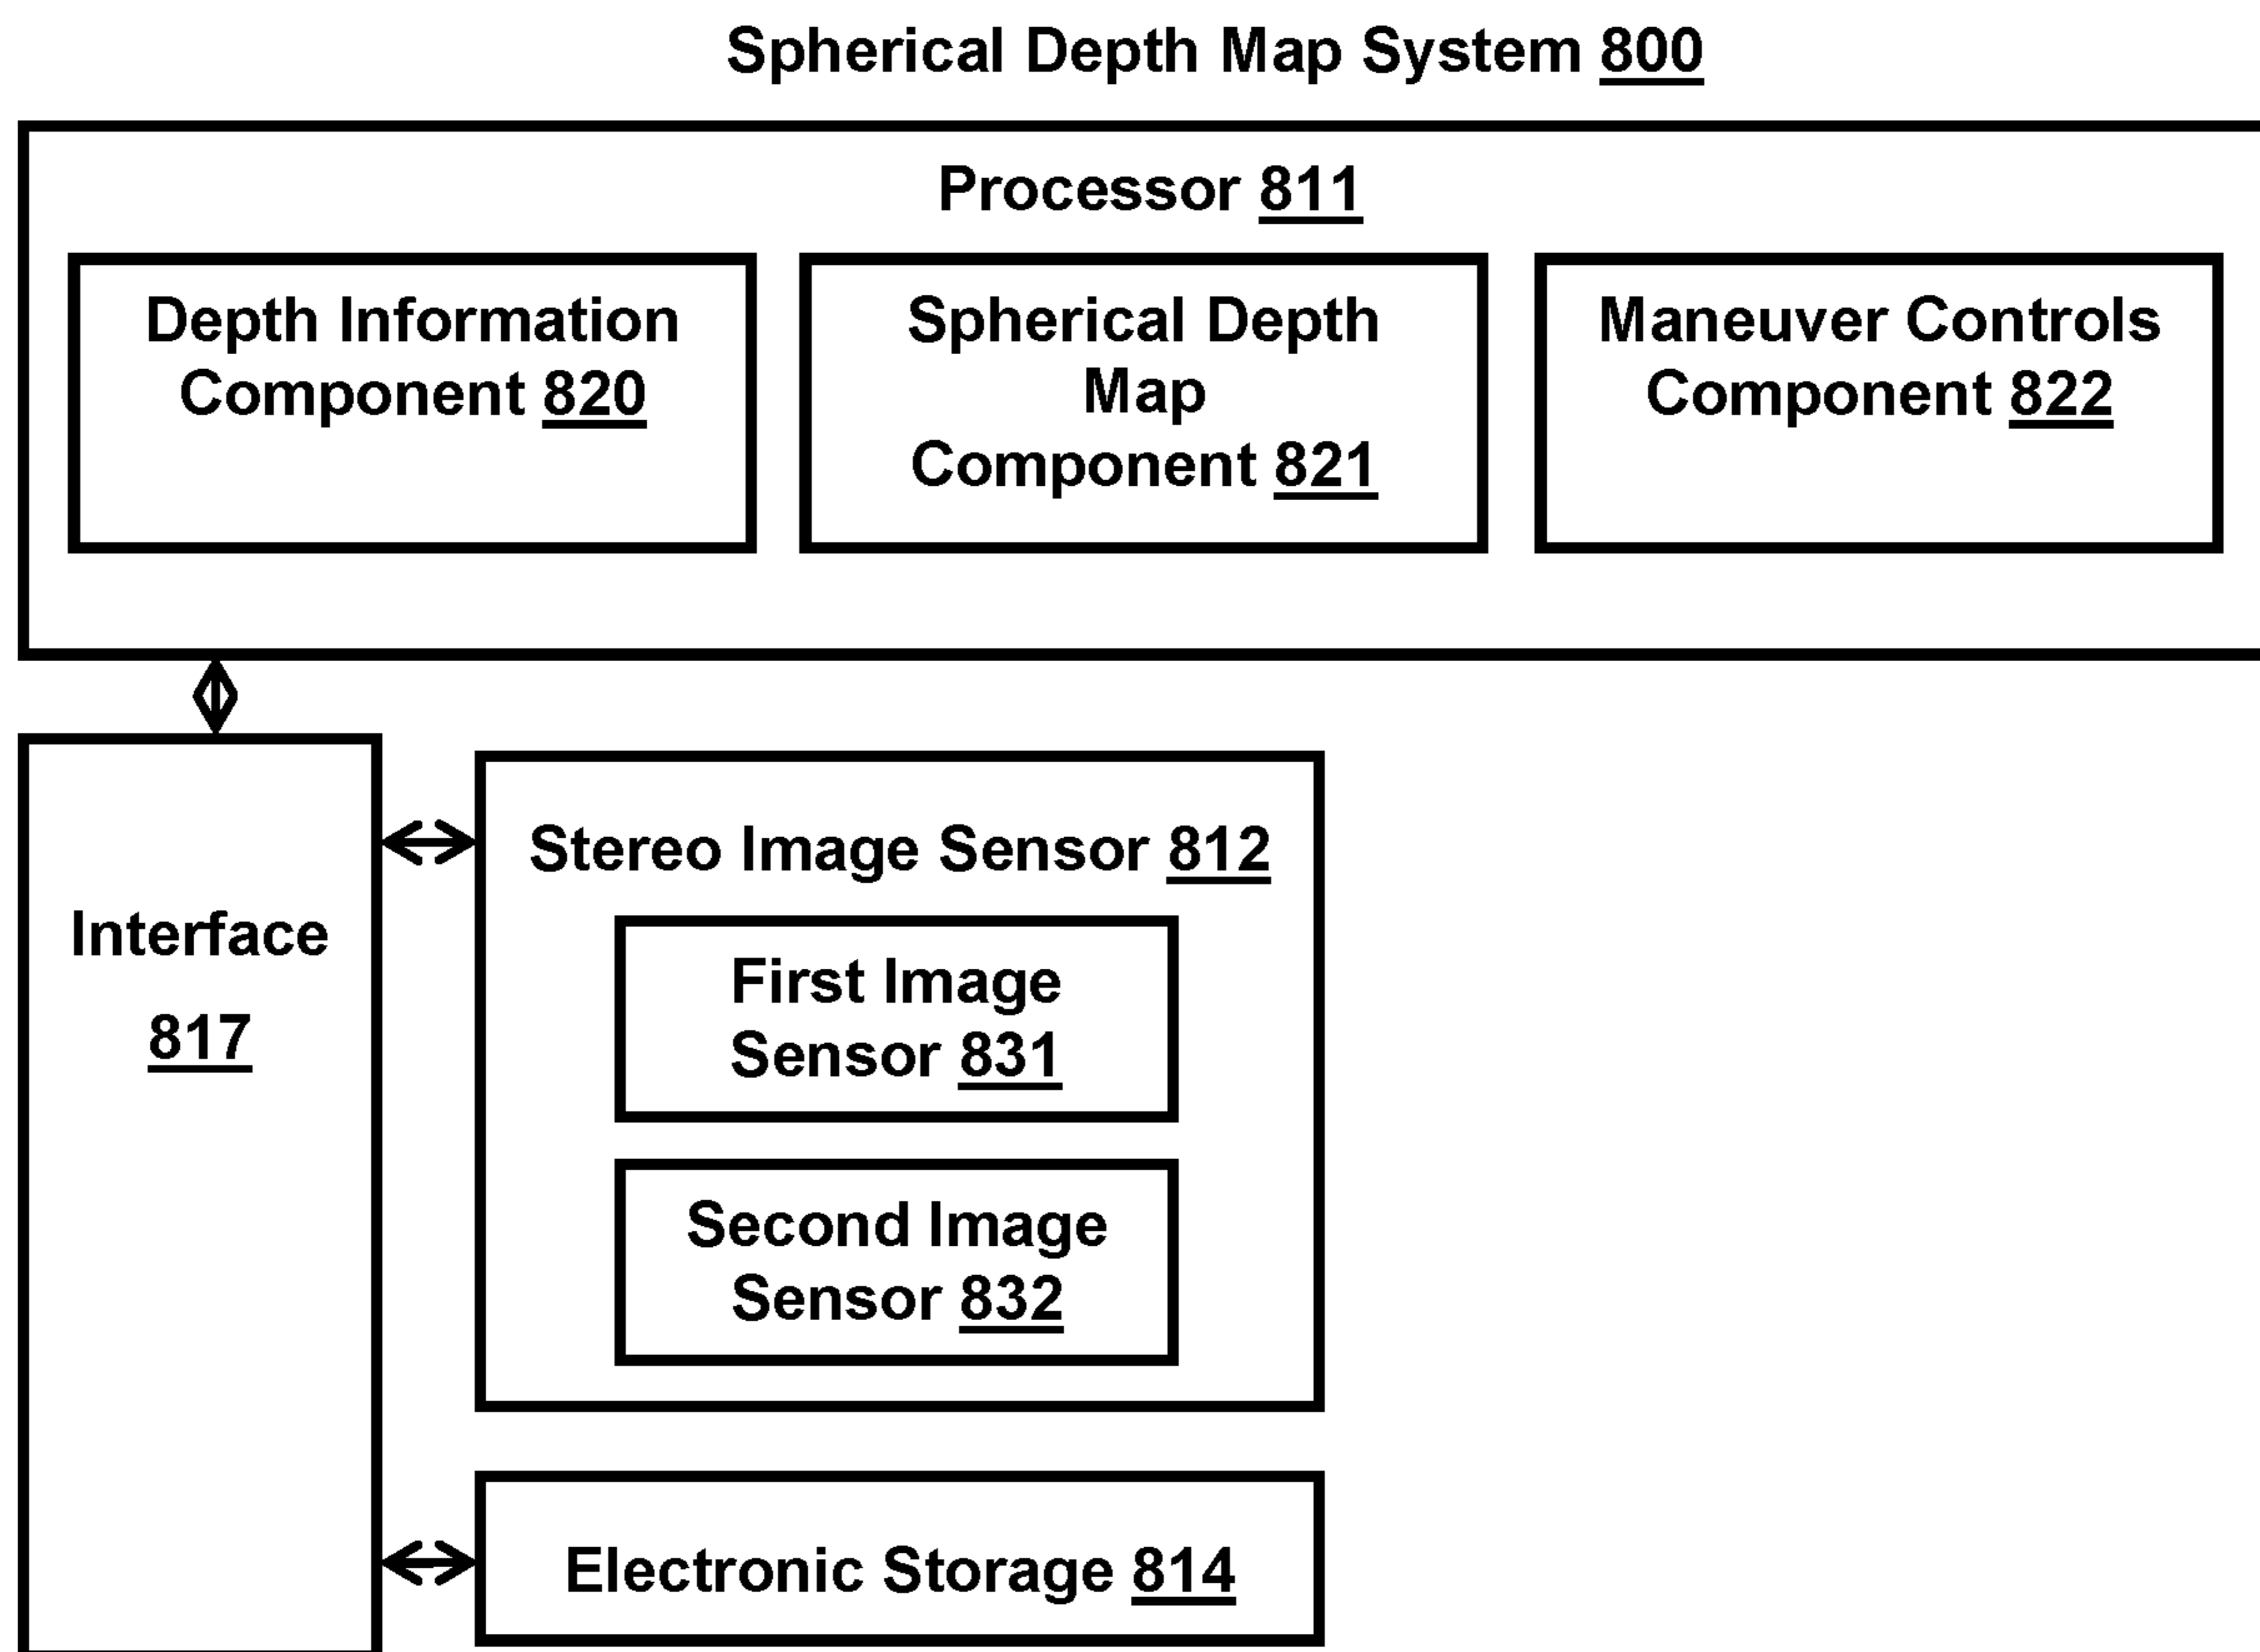 Spherical Depth Map System 800
Processor 811
Depth Information
Component 820
Spherical Depth
Map
Component 821
Maneuver Controls
Component 822
Interface
817
Stereo Image Sensor 812
First Image
Sensor 831
Second Image
Sensor 832
Electronic Storage 814